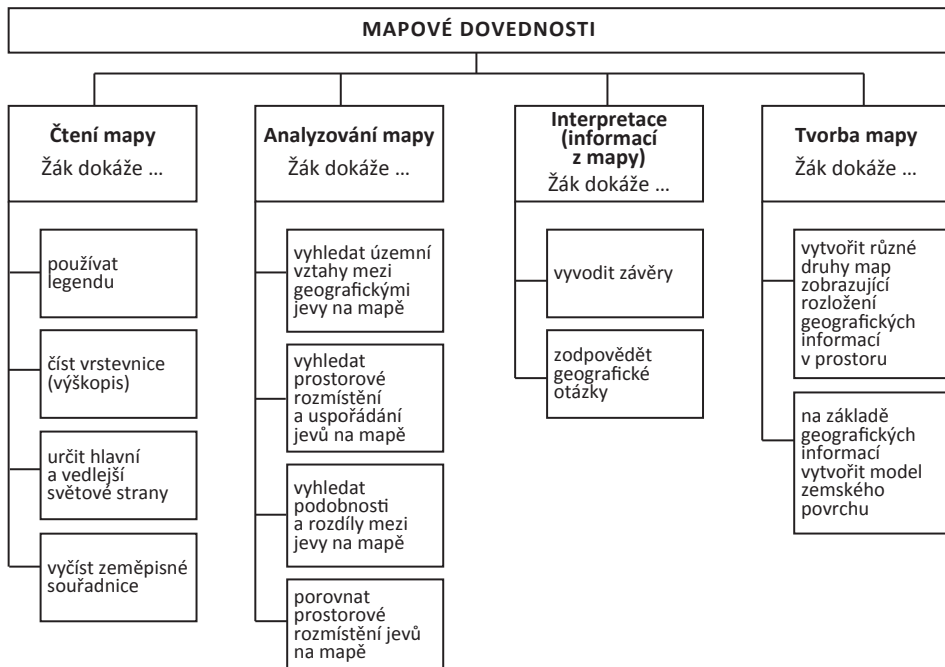 MAPOVÉ DOVEDNOSTI
Čtení mapy
Žák dokáže ...
používat
legendu
číst vrstevnice
(výškopis)
určit hlavní
a vedlejší
světové strany
vyčíst zeměpisné
souřadnice
Analyzování mapy
Žák dokáže ...
vyhledat územní
vztahy mezi
geografickými
jevy na mapě
vyhledat
prostorové
rozmístění
a uspořádání
jevů na mapě
vyhledat
podobnosti
a rozdíly mezi
jevy na mapě
porovnat
prostorové
rozmístění jevů
na mapě
Interpretace
(informací
z mapy)
Žák dokáže ...
vyvodit závěry
zodpovědět
geografické
otázky
Tvorba mapy
Žák dokáže ...
vytvořit různé
druhy map
zobrazující
rozložení
geografických
informací
v prostoru
na základě
geografických
informací
vytvořit model
zemského
povrchu